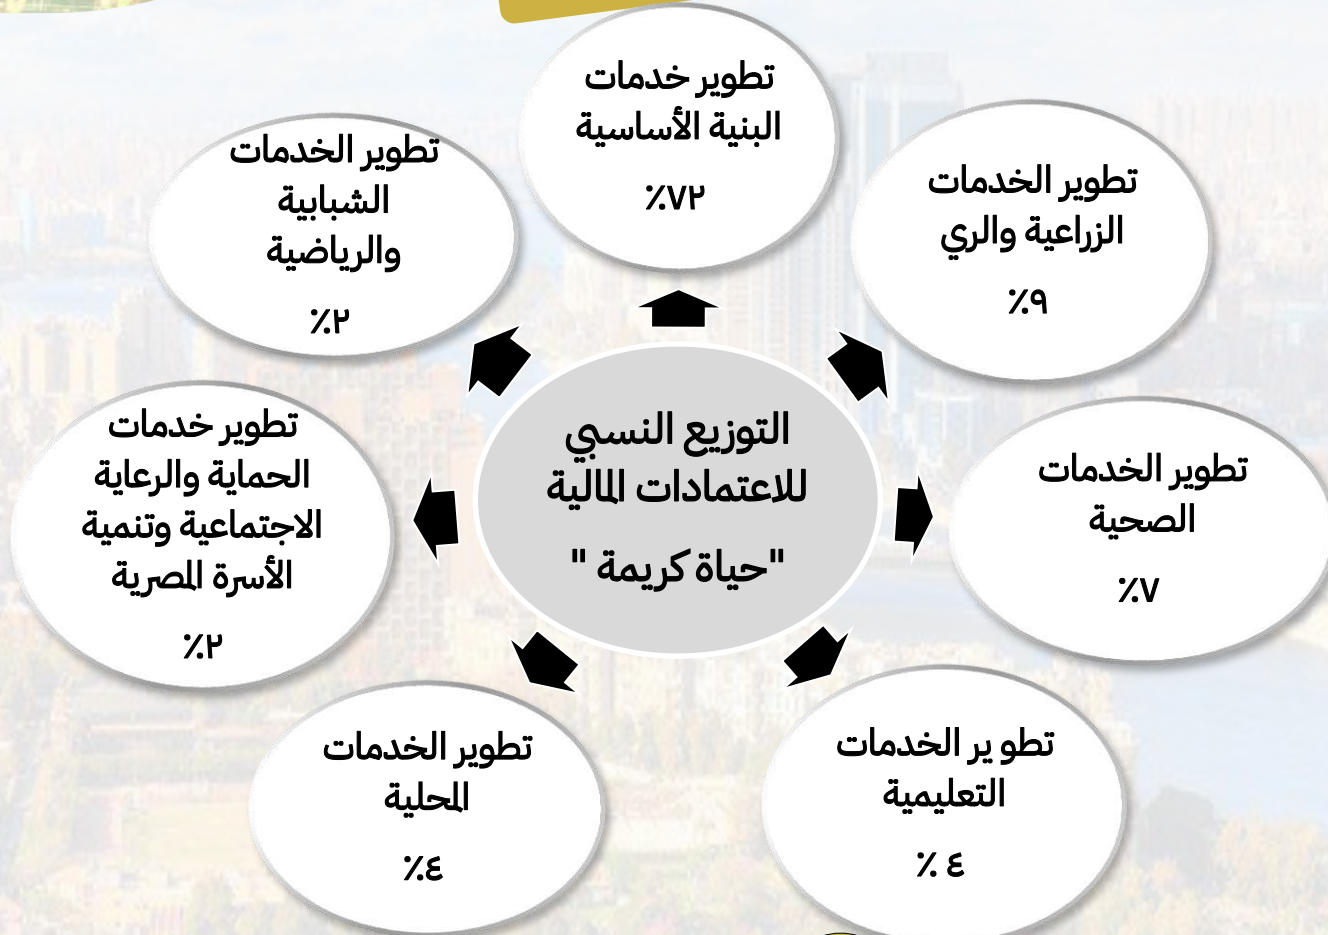 تطوير خدمات
البنية الأساسية
٧٢٪
تطوير الخدمات
الزراعية والري
٩٪
تطوير الخدمات
الصحية
٧٪
تطو ير الخدمات
التعليمية
٤ ٪
تطوير الخدمات
المحلية
٤٪
تطوير خدمات
الحماية والرعاية
الاجتماعية وتنمية
الأسرة المصرية
٢٪
تطوير الخدمات
الشبابية
والرياضية
٢٪
التوزيع النسبي
للاعتمادات المالية
"حياة كريمة "